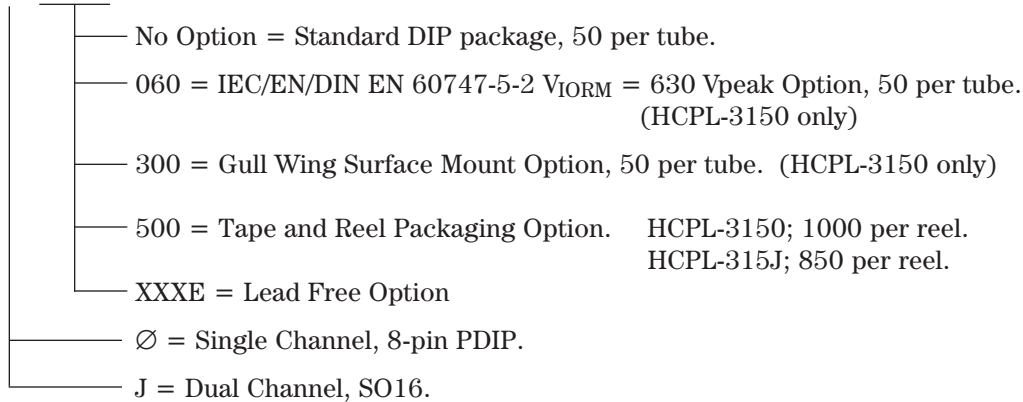 No Option = Standard DIP package, 50 per tube.
060 = IEC/EN/DIN EN 60747-5-2 VIORM = 630 Vpeak Option, 50 per tube.
(HCPL-3150 only)
300 = Gull Wing Surface Mount Option, 50 per tube. (HCPL-3150 only)
500 = Tape and Reel Packaging Option. HCPL-3150; 1000 per reel.
HCPL-315J; 850 per reel.
XXXE = Lead Free Option
∅ = Single Channel, 8-pin PDIP.
J = Dual Channel, SO16.